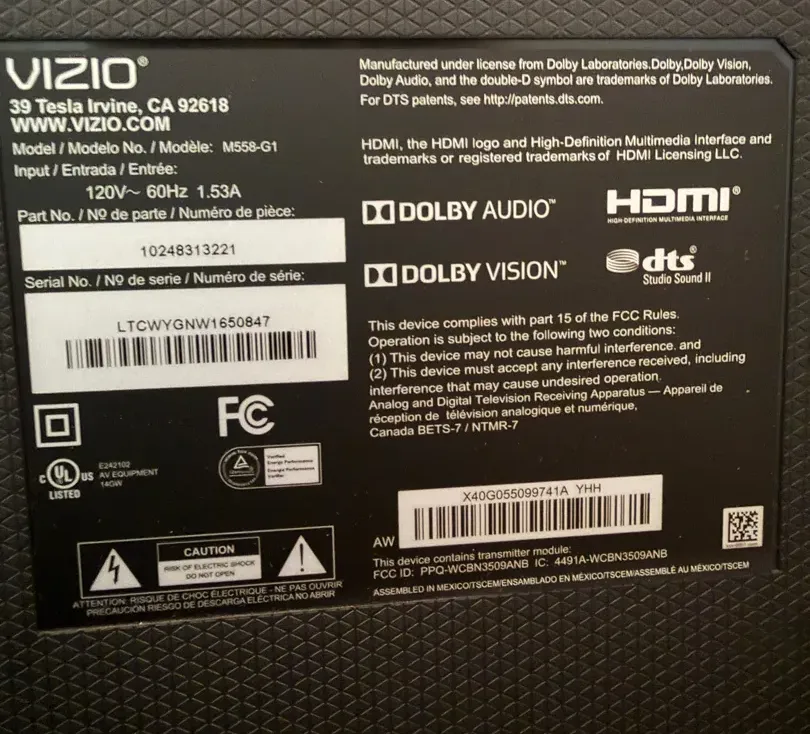 VIZIO®
39 Tesla Irvine, CA 92618
WWW.VIZIO.COM
Model / Modelo No. / Modèle: M558-G1
Input / Entrada / Entrée:
120V~ 60Hz 1.53A
Part No. / Nº de parte / Numéro de pièce:
10248313221
Serial No. / Nº de serie / Numéro de série:
LTCWYGNW1650847
FC
C UL US
LISTED
E242102
AV EQUIPMENT
14GW
Verified
Energy Performance
CAUTION
RISK OF ELECTRIC SHOCK
DO NOT OPEN
ATTENTION: RISQUE DE CHOC ÉLECTRIQUE - NE PAS OUVRIR
PRECAUCIÓN RIESGO DE DESCARGA ELÉCTRICA NO ABRIR
Manufactured under license from Dolby Laboratories.Dolby,Dolby Vision,
Dolby Audio, and the double-D symbol are trademarks of Dolby Laboratories.
For DTS patents, see http://patents.dts.com.
HDMI, the HDMI logo and High-Definition Multimedia Interface and
trademarks or registered trademarks of HDMI Licensing LLC.
DOLBY AUDIO™
HDMI®
HIGH-DEFINITION MULTIMEDIA INTERFACE
DOLBY VISION™
dts®
Studio Sound II
This device complies with part 15 of the FCC Rules.
Operation is subject to the following two conditions:
(1) This device may not cause harmful interference. and
(2) This device must accept any interference received, including
interference that may cause undesired operation.
Analog and Digital Television Receiving Apparatus — Appareil de
réception de télévision analogique et numérique,
Canada BETS-7 / NTMR-7
X40G055099741A YHH
AW
This device contains transmitter module:
FCC ID: PPQ-WCBN3509ANB IC: 4491A-WCBN3509ANB
ASSEMBLED IN MEXICO/TSCEM/ENSAMBLADO EN MÉXICO/TSCEM/ASSEMBLÉ AU MÉXICO/TSCEM